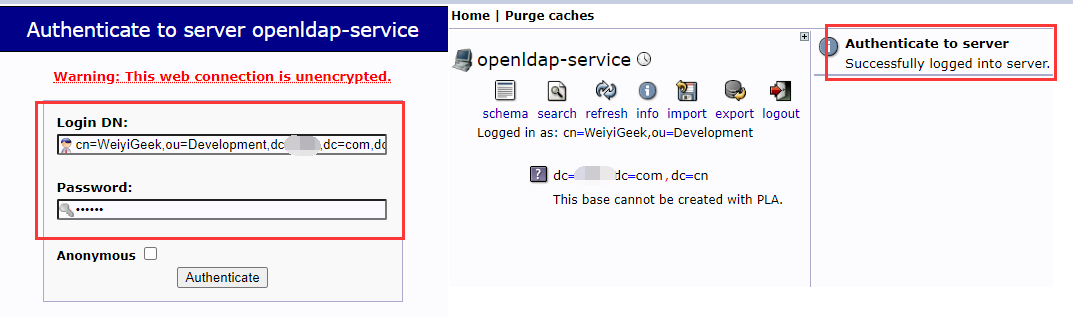 Authenticate to server openldap-service
Warning: This web connection is unencrypted.
Login DN:
cn=WeiyiGeek,ou=Development,dc ,dc=com,dc
Password:
••••••
Anonymous
Authenticate
Home | Purge caches
openldap-service
schema search refresh info import export logout
Logged in as: cn=WeiyiGeek,ou=Development
dc= dc=com , dc=cn
This base cannot be created with PLA.
Authenticate to server
Successfully logged into server.